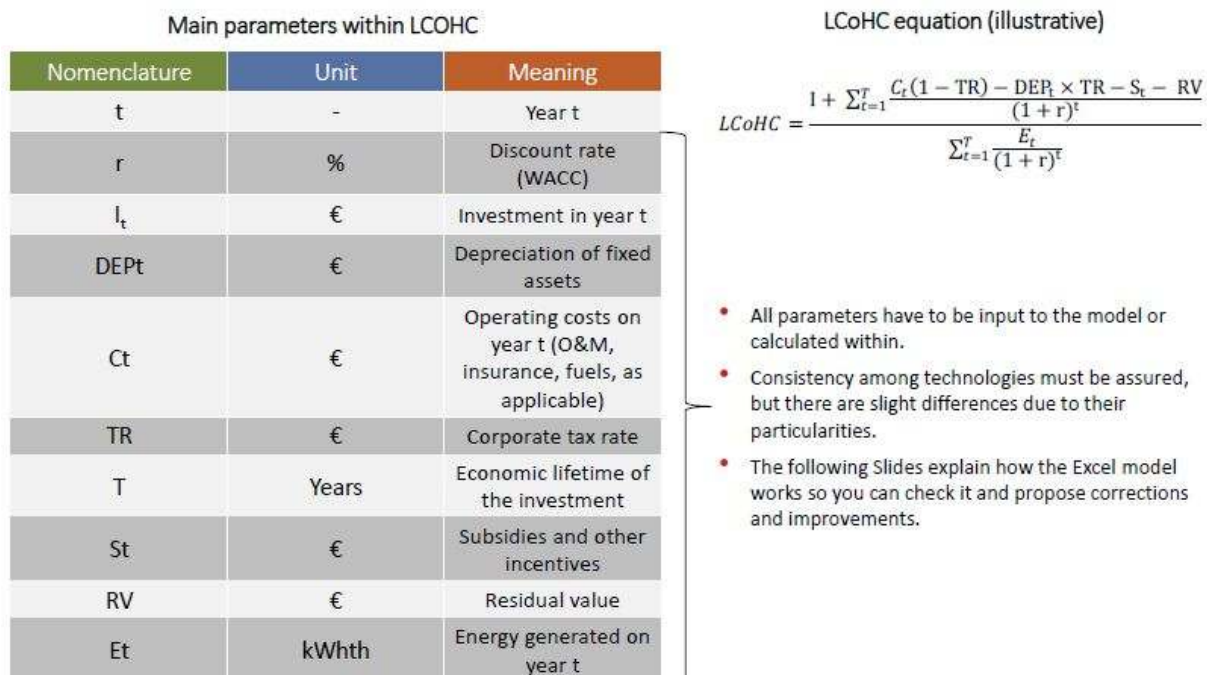 Main parameters within LCOHC
Nomenclature Unit Meaning
t - Year t
r % Discount rate
(WACC)
I_t € Investment in year t
DEPt € Depreciation of fixed
assets
Ct € Operating costs on
year t (O&M,
insurance, fuels, as
applicable)
TR € Corporate tax rate
T Years Economic lifetime of
the investment
St € Subsidies and other
incentives
RV € Residual value
Et kWhth Energy generated on
year t
LCoHC equation (illustrative)
LCoHC = (I + ∑_{t=1}^{T} (C_t(1 − TR) − DEP_t × TR − S_t − RV)/(1 + r)^t) / (∑_{t=1}^{T} E_t/(1 + r)^t)
• All parameters have to be input to the model or
calculated within.
• Consistency among technologies must be assured,
but there are slight differences due to their
particularities.
• The following Slides explain how the Excel model
works so you can check it and propose corrections
and improvements.